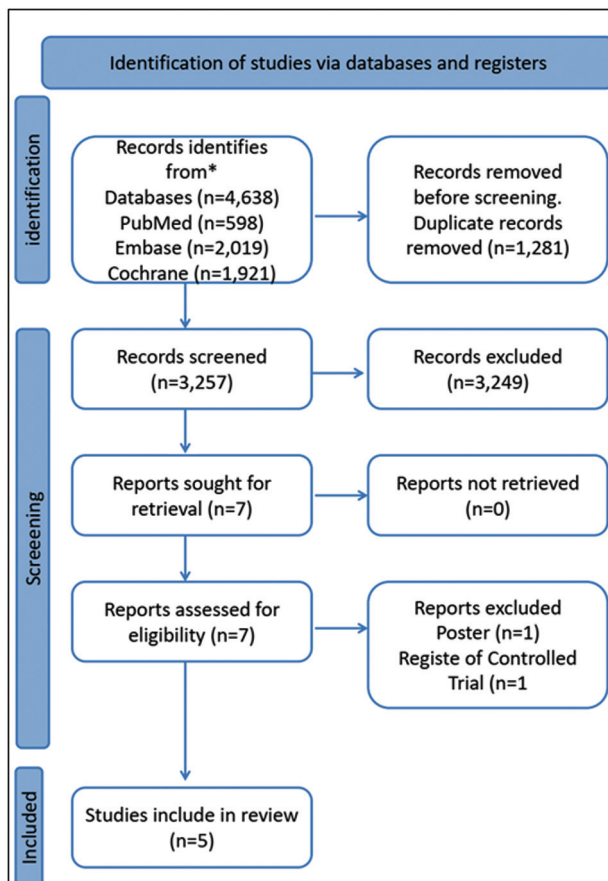 Identification of studies via databases and registers
identification
Records identifies
from*
Databases (n=4,638)
PubMed (n=598)
Embase (n=2,019)
Cochrane (n=1,921)
Records removed
before screening.
Duplicate records
removed (n=1,281)
Screeening
Records screened
(n=3,257)
Records excluded
(n=3,249)
Reports sought for
retrieval (n=7)
Reports not retrieved
(n=0)
Reports assessed for
eligibility (n=7)
Reports excluded
Poster (n=1)
Registe of Controlled
Trial (n=1
Included
Studies include in review
(n=5)